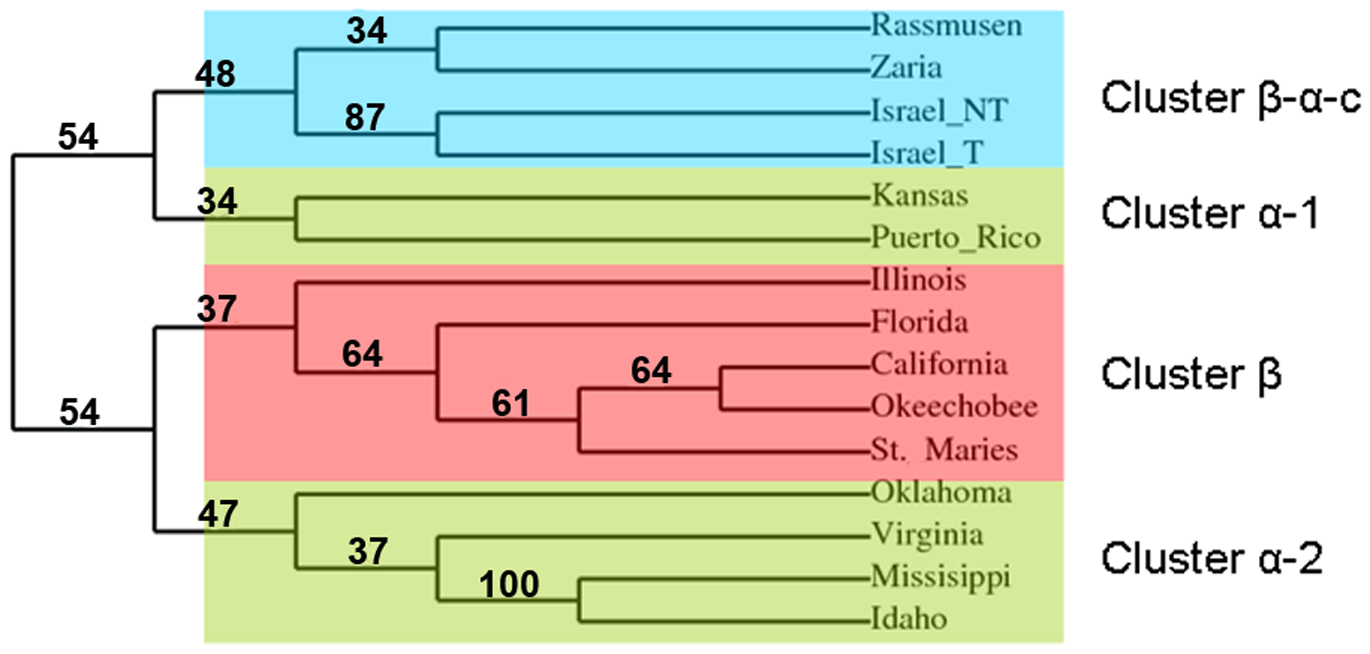 34
Rassmusen
48
Zaria
Cluster β-α-c
87
Israel_NT
54
Israel_T
34
Kansas
Cluster α-1
Puerto_Rico
37
Illinois
Florida
64
64
California
Cluster β
54
61
Okeechobee
St._Maries
47
Oklahoma
37
Virginia
Cluster α-2
100
Missisippi
Idaho